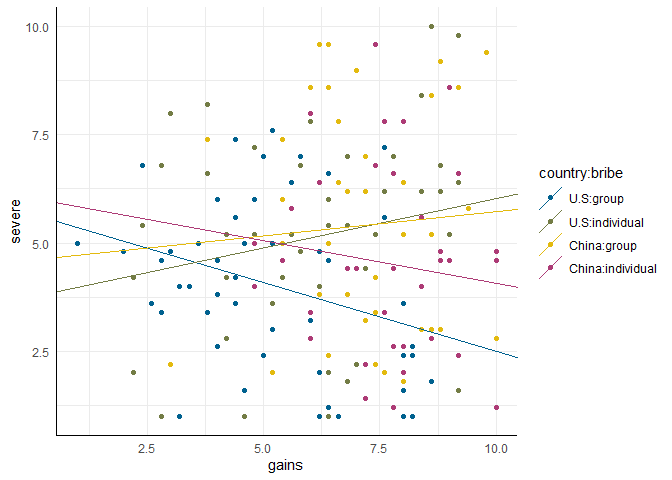 10.0
7.5
5.0
2.5
severe
2.5
5.0
7.5
10.0
gains
country:bribe
U.S:group
U.S:individual
China:group
China:individual